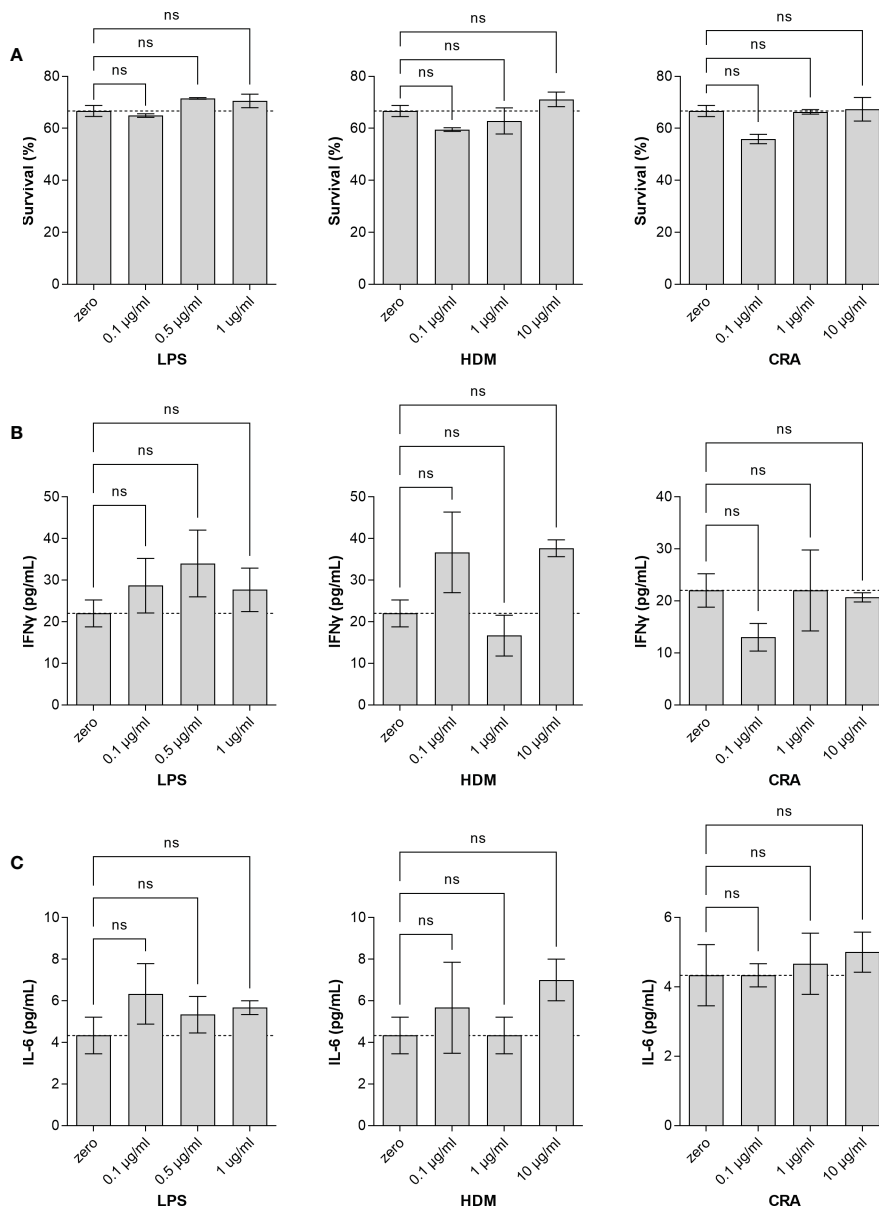 A
ns
ns
ns
Survival (%)
80
60
40
20
0
zero
0.1 µg/ml
0.5 µg/ml
1 ug/ml
LPS
ns
ns
ns
Survival (%)
80
60
40
20
0
zero
0.1 µg/ml
1 µg/ml
10 µg/ml
HDM
ns
ns
ns
Survival (%)
80
60
40
20
0
zero
0.1 µg/ml
1 µg/ml
10 µg/ml
CRA
B
ns
ns
ns
IFNγ (pg/mL)
50
40
30
20
10
0
zero
0.1 µg/ml
0.5 µg/ml
1 ug/ml
LPS
ns
ns
ns
IFNγ (pg/mL)
50
40
30
20
10
0
zero
0.1 µg/ml
1 µg/ml
10 µg/ml
HDM
ns
ns
ns
IFNγ (pg/mL)
40
30
20
10
0
zero
0.1 µg/ml
1 µg/ml
10 µg/ml
CRA
C
ns
ns
ns
IL-6 (pg/mL)
10
8
6
4
2
0
zero
0.1 µg/ml
0.5 µg/ml
1 ug/ml
LPS
ns
ns
ns
IL-6 (pg/mL)
10
8
6
4
2
0
zero
0.1 µg/ml
1 µg/ml
10 µg/ml
HDM
ns
ns
ns
IL-6 (pg/mL)
6
4
2
0
zero
0.1 µg/ml
1 µg/ml
10 µg/ml
CRA